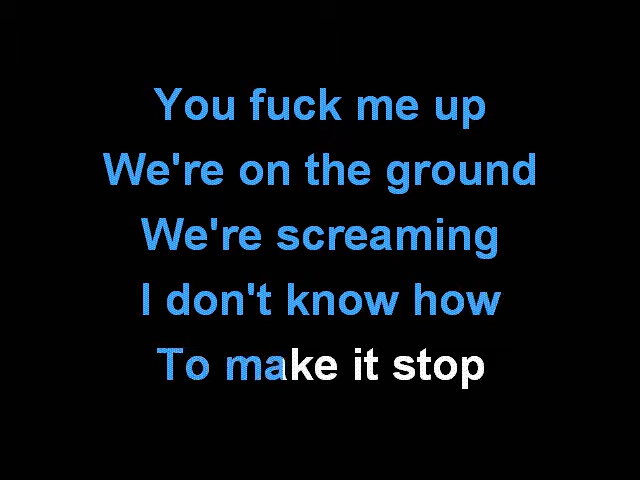 You fuck me up
We're on the ground
We're screaming
I don't know how
To make it stop